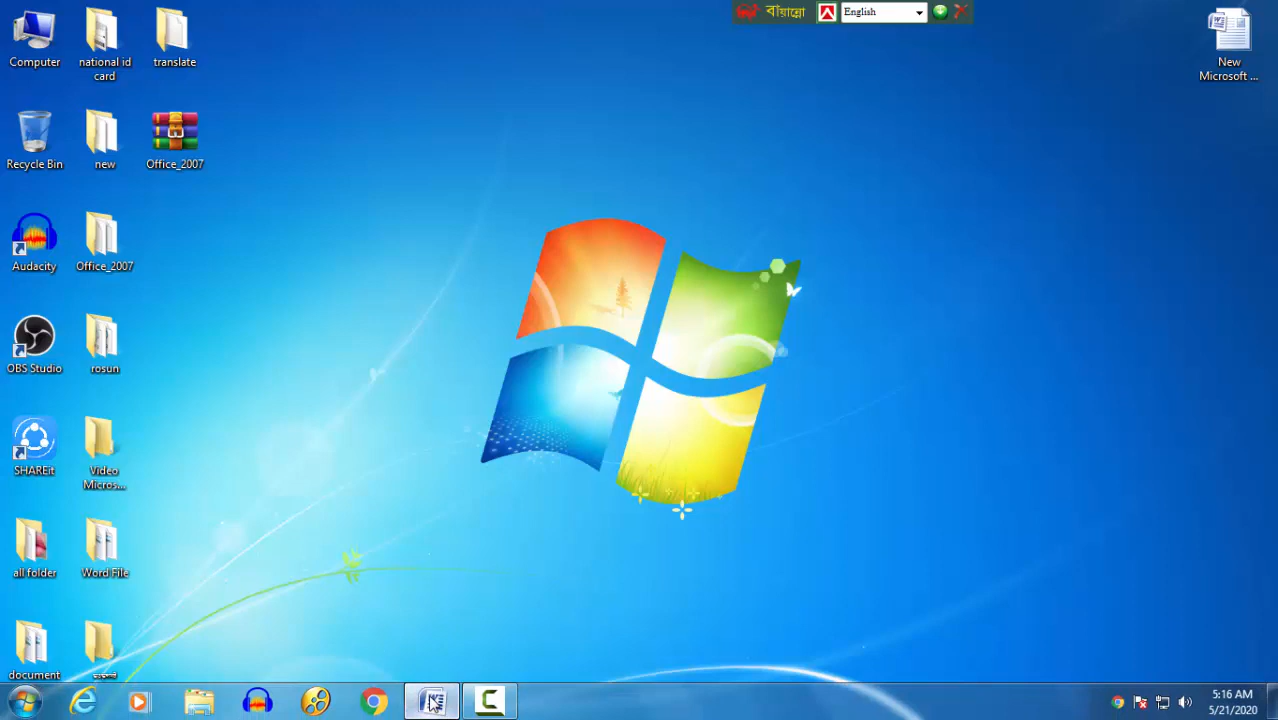 বায়ান্নো
English
Computer
national id
card
translate
New
Microsoft ...
Recycle Bin
new
Office_2007
Audacity
Office_2007
OBS Studio
rosun
SHAREit
Video
Micros...
all folder
Word File
document
5:16 AM
5/21/2020